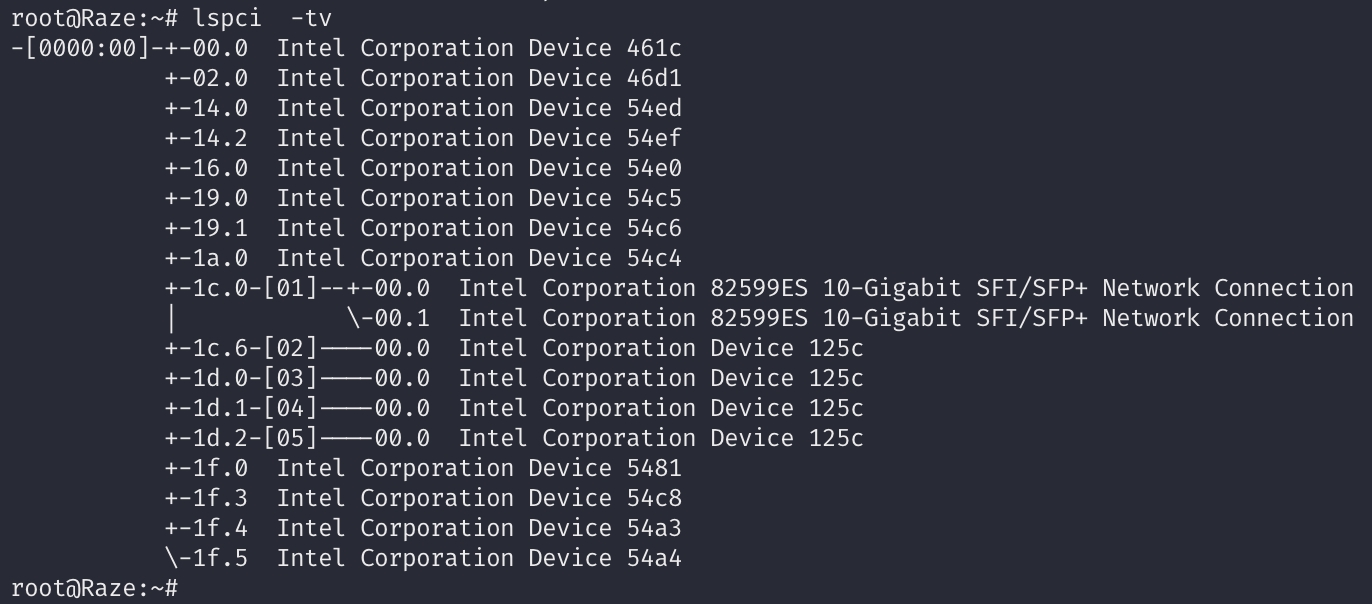 root@Raze:~# lspci  -tv
-[0000:00]-+-00.0  Intel Corporation Device 461c
           +-02.0  Intel Corporation Device 46d1
           +-14.0  Intel Corporation Device 54ed
           +-14.2  Intel Corporation Device 54ef
           +-16.0  Intel Corporation Device 54e0
           +-19.0  Intel Corporation Device 54c5
           +-19.1  Intel Corporation Device 54c6
           +-1a.0  Intel Corporation Device 54c4
           +-1c.0-[01]--+-00.0  Intel Corporation 82599ES 10-Gigabit SFI/SFP+ Network Connection
           |            \-00.1  Intel Corporation 82599ES 10-Gigabit SFI/SFP+ Network Connection
           +-1c.6-[02]----00.0  Intel Corporation Device 125c
           +-1d.0-[03]----00.0  Intel Corporation Device 125c
           +-1d.1-[04]----00.0  Intel Corporation Device 125c
           +-1d.2-[05]----00.0  Intel Corporation Device 125c
           +-1f.0  Intel Corporation Device 5481
           +-1f.3  Intel Corporation Device 54c8
           +-1f.4  Intel Corporation Device 54a3
           \-1f.5  Intel Corporation Device 54a4
root@Raze:~#